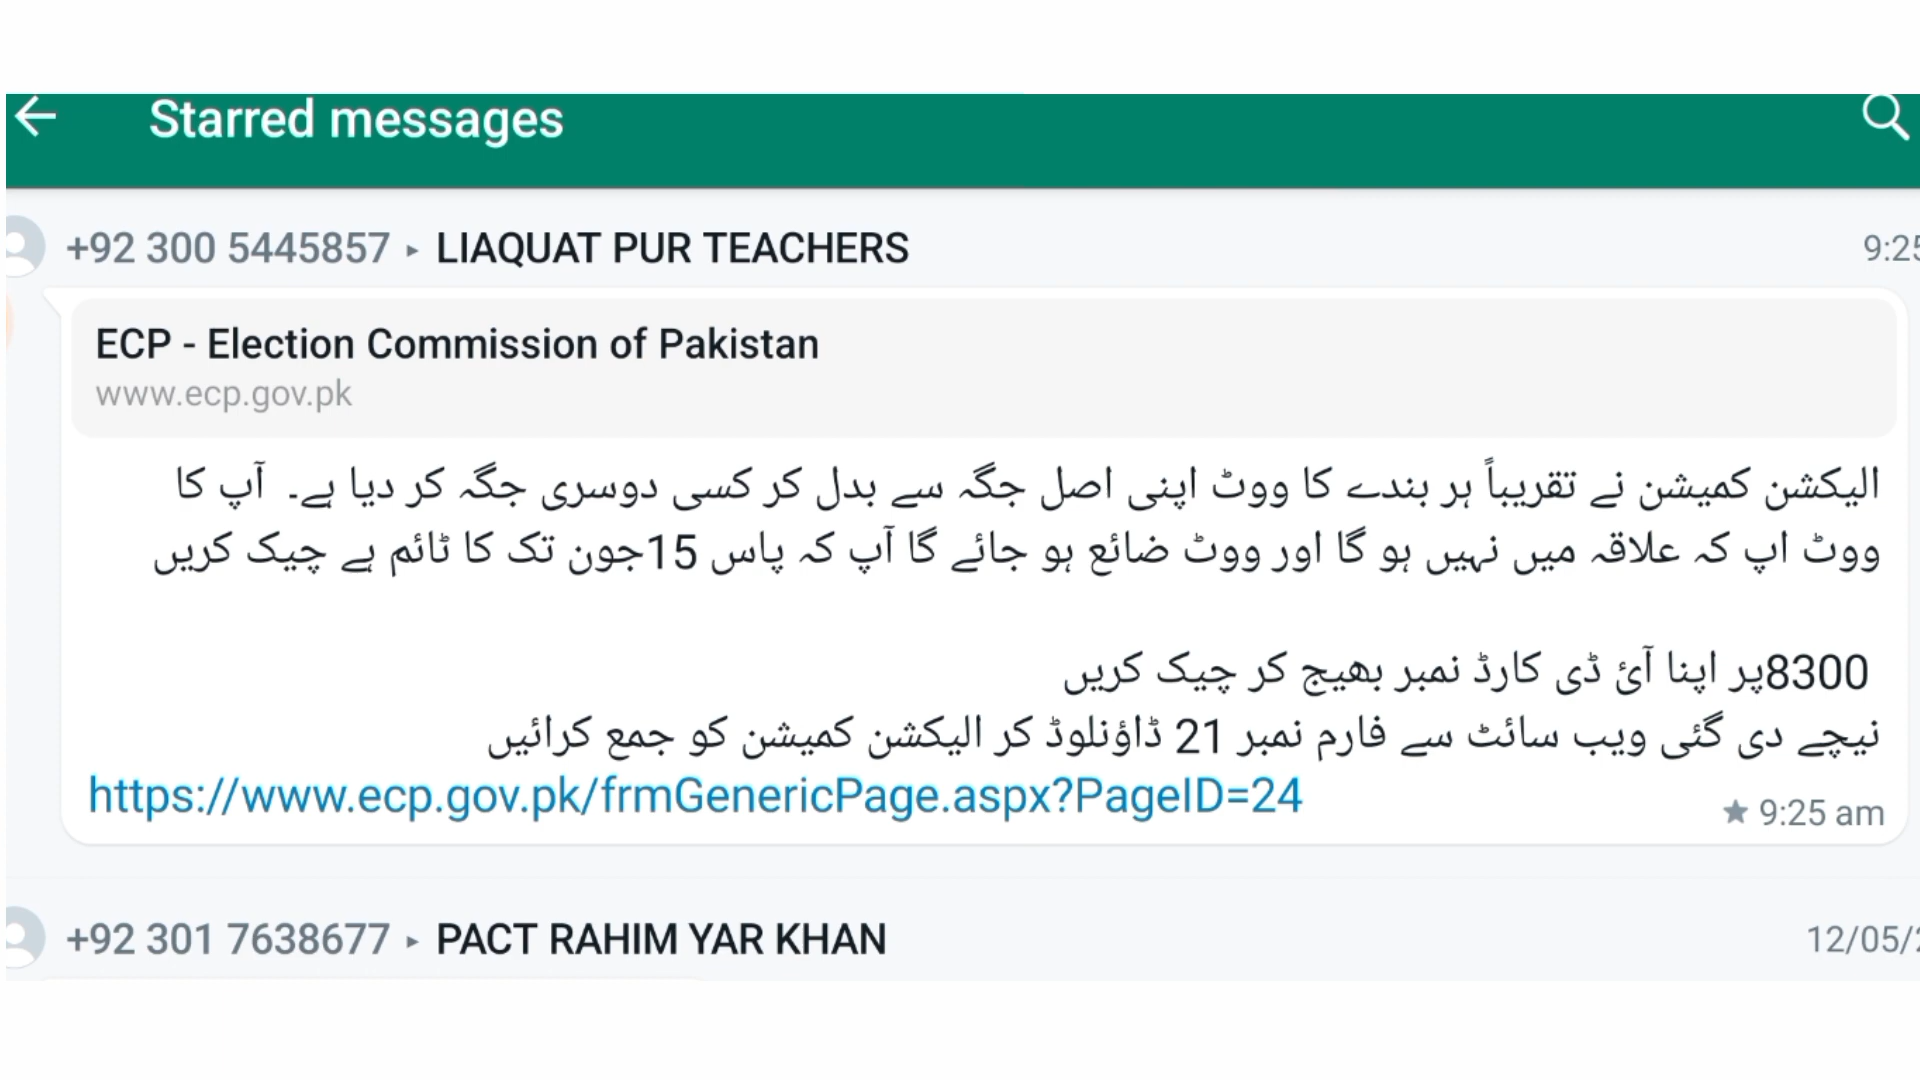 Starred messages
+92 300 5445857 ▸ LIAQUAT PUR TEACHERS
9:25
ECP - Election Commission of Pakistan
www.ecp.gov.pk
الیکشن کمیشن نے تقریباً ہر بندے کا ووٹ اپنی اصل جگہ سے بدل کر کسی دوسری جگہ کر دیا ہے۔ آپ کا
ووٹ اپ کہ علاقہ میں نہیں ہو گا اور ووٹ ضائع ہو جائے گا آپ کہ پاس 15جون تک کا ٹائم ہے چیک کریں
8300پر اپنا آئ ڈی کارڈ نمبر بھیج کر چیک کریں
نیچے دی گئی ویب سائٹ سے فارم نمبر 21 ڈاؤنلوڈ کر الیکشن کمیشن کو جمع کرائیں
https://www.ecp.gov.pk/frmGenericPage.aspx?PageID=24
★ 9:25 am
+92 301 7638677 ▸ PACT RAHIM YAR KHAN
12/05/